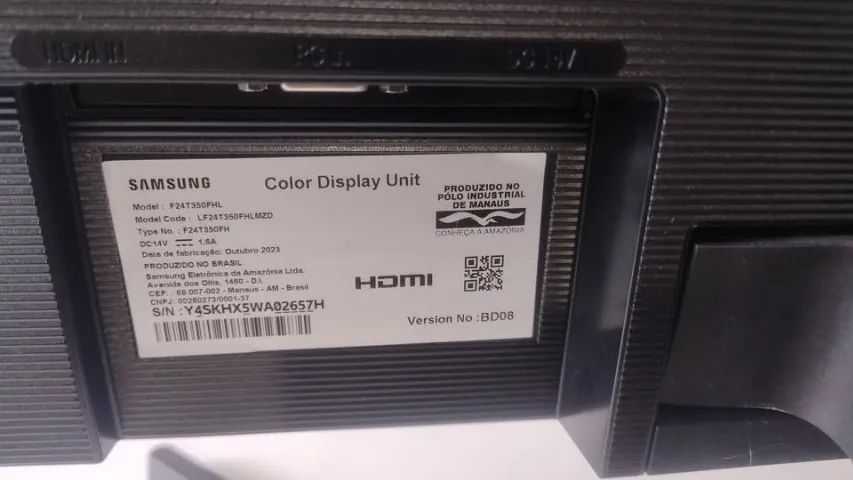 HDMI IN PC IN DC 14V
SAMSUNG
Color Display Unit
Model : F24T350FHL
Model Code : LF24T350FHLMZD
Type No. : F24T350FH
DC14V 1.6A
Data de fabricação: Outubro 2023
PRODUZIDO NO BRASIL
Samsung Eletrônica da Amazônia Ltda.
Avenida dos Oitis, 1460 - D.I.
CEP : 69.007-002 - Manaus - AM - Brasil
CNPJ: 00280273/0001-37
S/N : Y4SKHX5WA02657H
PRODUZIDO NO
PÓLO INDUSTRIAL
DE MANAUS
CONHEÇA A AMAZÔNIA
HDMI
Version No :BD08